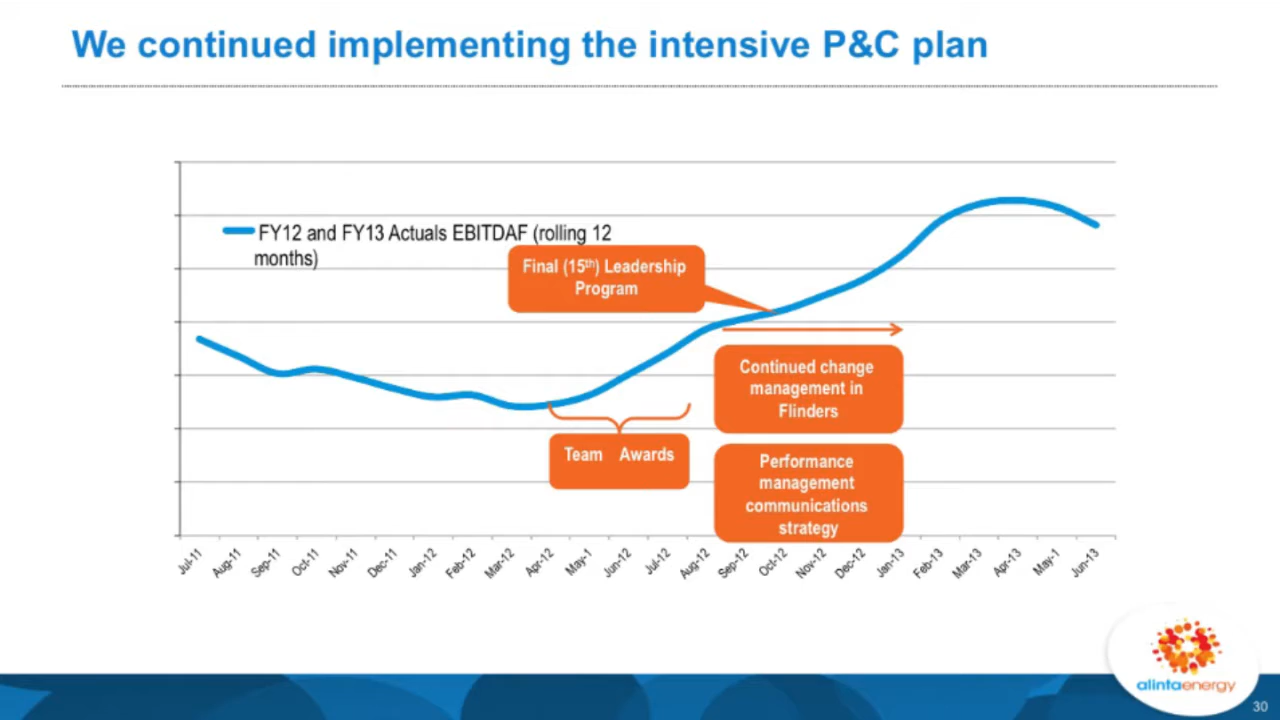 We continued implementing the intensive P&C plan
FY12 and FY13 Actuals EBITDAF (rolling 12
months)
Final (15th) Leadership
Program
Continued change
management in
Flinders
Team Awards
Performance
management
communications
strategy
Jul-11
Aug-11
Sep-11
Oct-11
Nov-11
Dec-11
Jan-12
Feb-12
Mar-12
Apr-12
May-1
Jun-12
Jul-12
Aug-12
Sep-12
Oct-12
Nov-12
Dec-12
Jan-13
Feb-13
Mar-13
Apr-13
May-1
Jun-13
alintaenergy
30